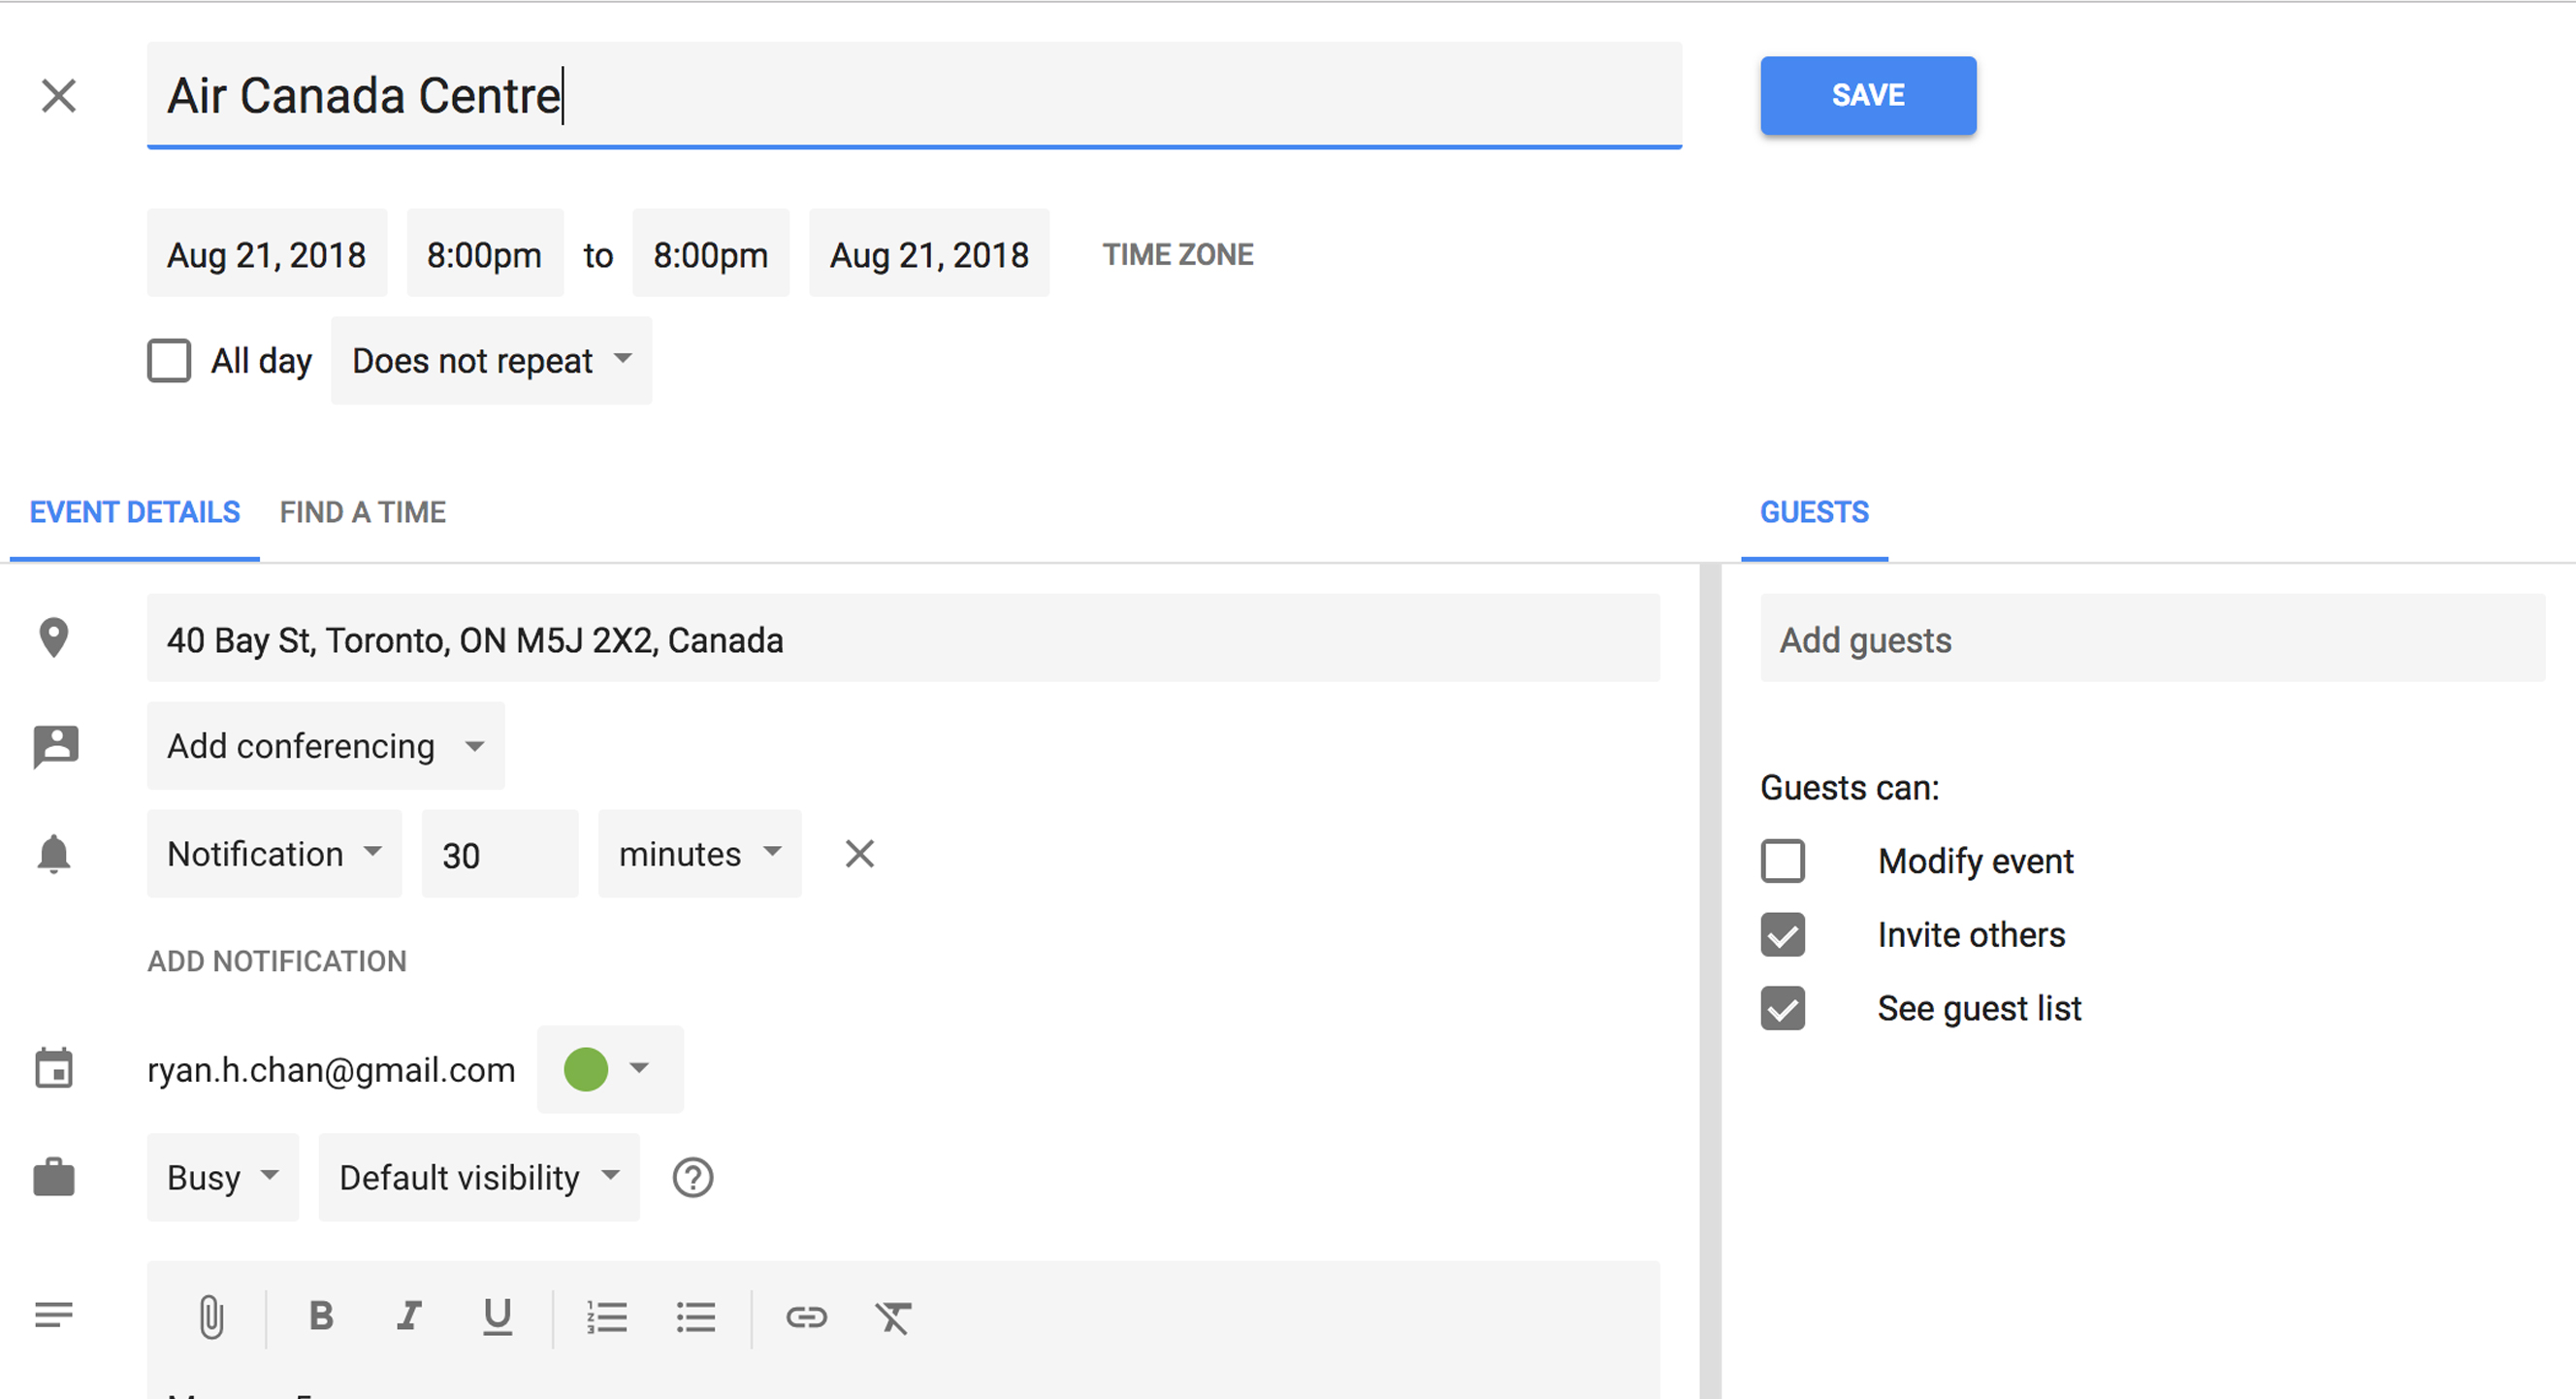 Air Canada Centre
SAVE
Aug 21, 2018 8:00pm to 8:00pm Aug 21, 2018 TIME ZONE
All day Does not repeat
EVENT DETAILS FIND A TIME
GUESTS
40 Bay St, Toronto, ON M5J 2X2, Canada
Add guests
Add conferencing
Guests can:
Notification 30 minutes
Modify event
Invite others
ADD NOTIFICATION
See guest list
ryan.h.chan@gmail.com
Busy Default visibility
B I U